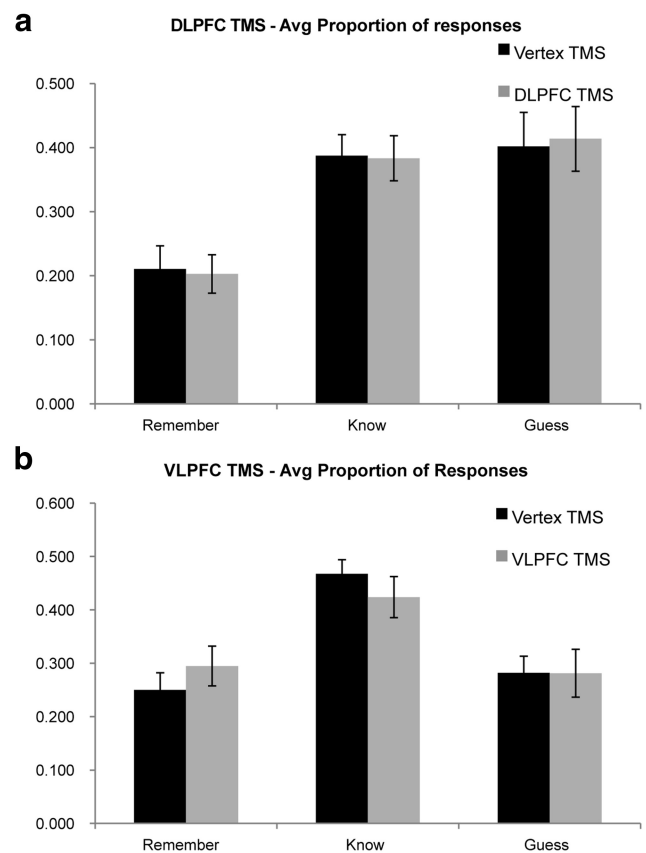 a
DLPFC TMS - Avg Proportion of responses
Vertex TMS
DLPFC TMS
0.500
0.400
0.300
0.200
0.100
0.000
Remember Know Guess
b
VLPFC TMS - Avg Proportion of Responses
Vertex TMS
VLPFC TMS
0.600
0.500
0.400
0.300
0.200
0.100
0.000
Remember Know Guess